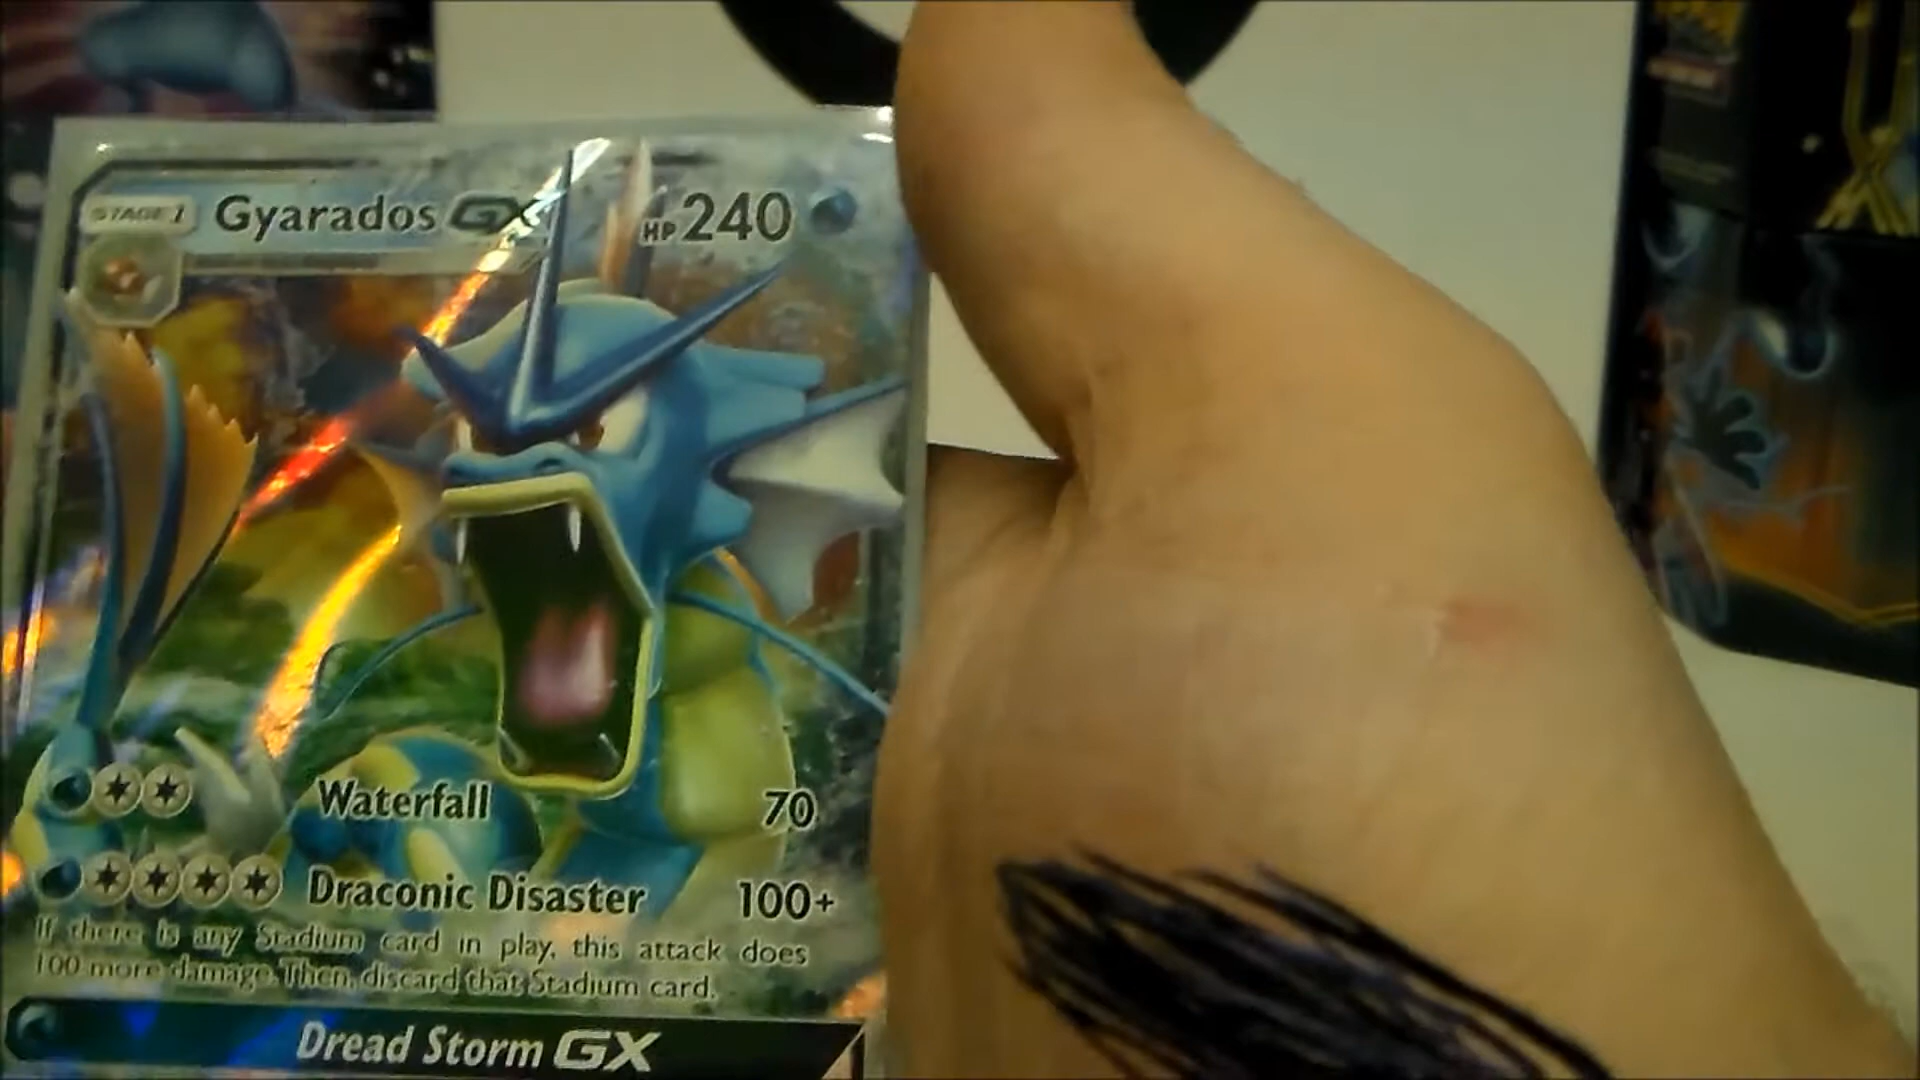 STAGE 1 Gyarados GX HP 240
Waterfall 70
Draconic Disaster 100+
If there is any Stadium card in play, this attack does
100 more damage. Then, discard that Stadium card.
Dread Storm GX